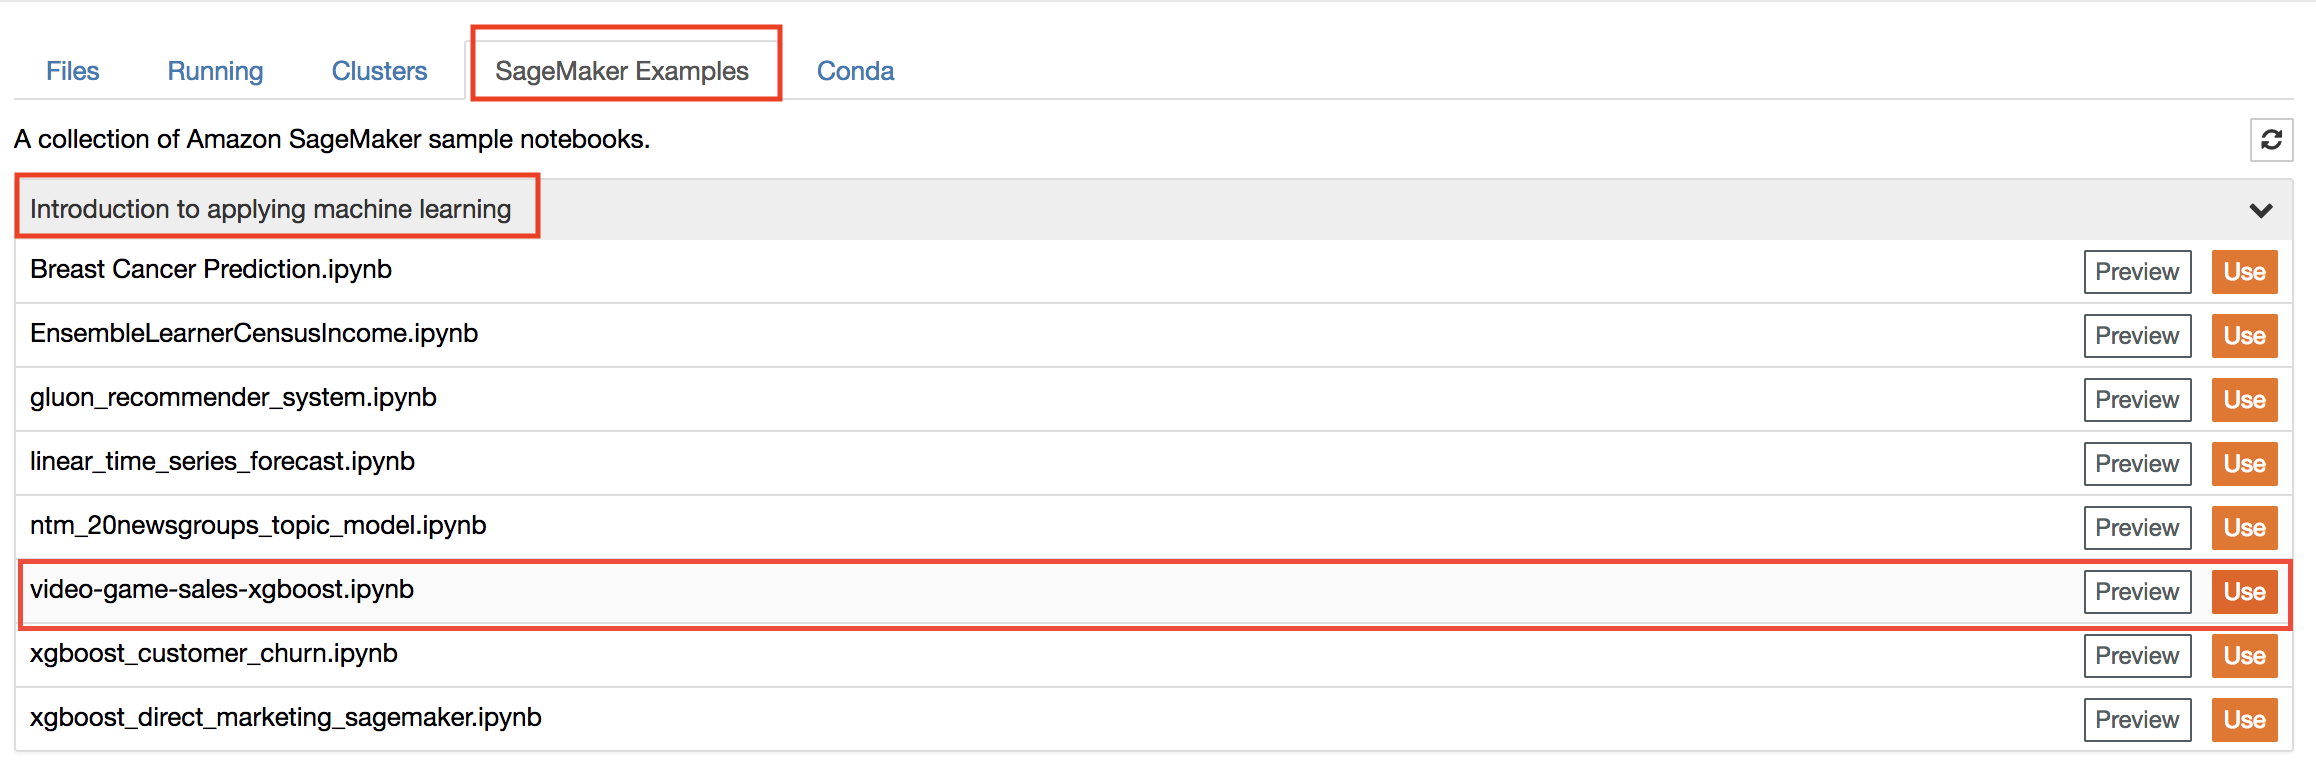 Files Running Clusters SageMaker Examples Conda
A collection of Amazon SageMaker sample notebooks.
Introduction to applying machine learning
Breast Cancer Prediction.ipynb Preview Use
EnsembleLearnerCensusIncome.ipynb Preview Use
gluon_recommender_system.ipynb Preview Use
linear_time_series_forecast.ipynb Preview Use
ntm_20newsgroups_topic_model.ipynb Preview Use
video-game-sales-xgboost.ipynb Preview Use
xgboost_customer_churn.ipynb Preview Use
xgboost_direct_marketing_sagemaker.ipynb Preview Use